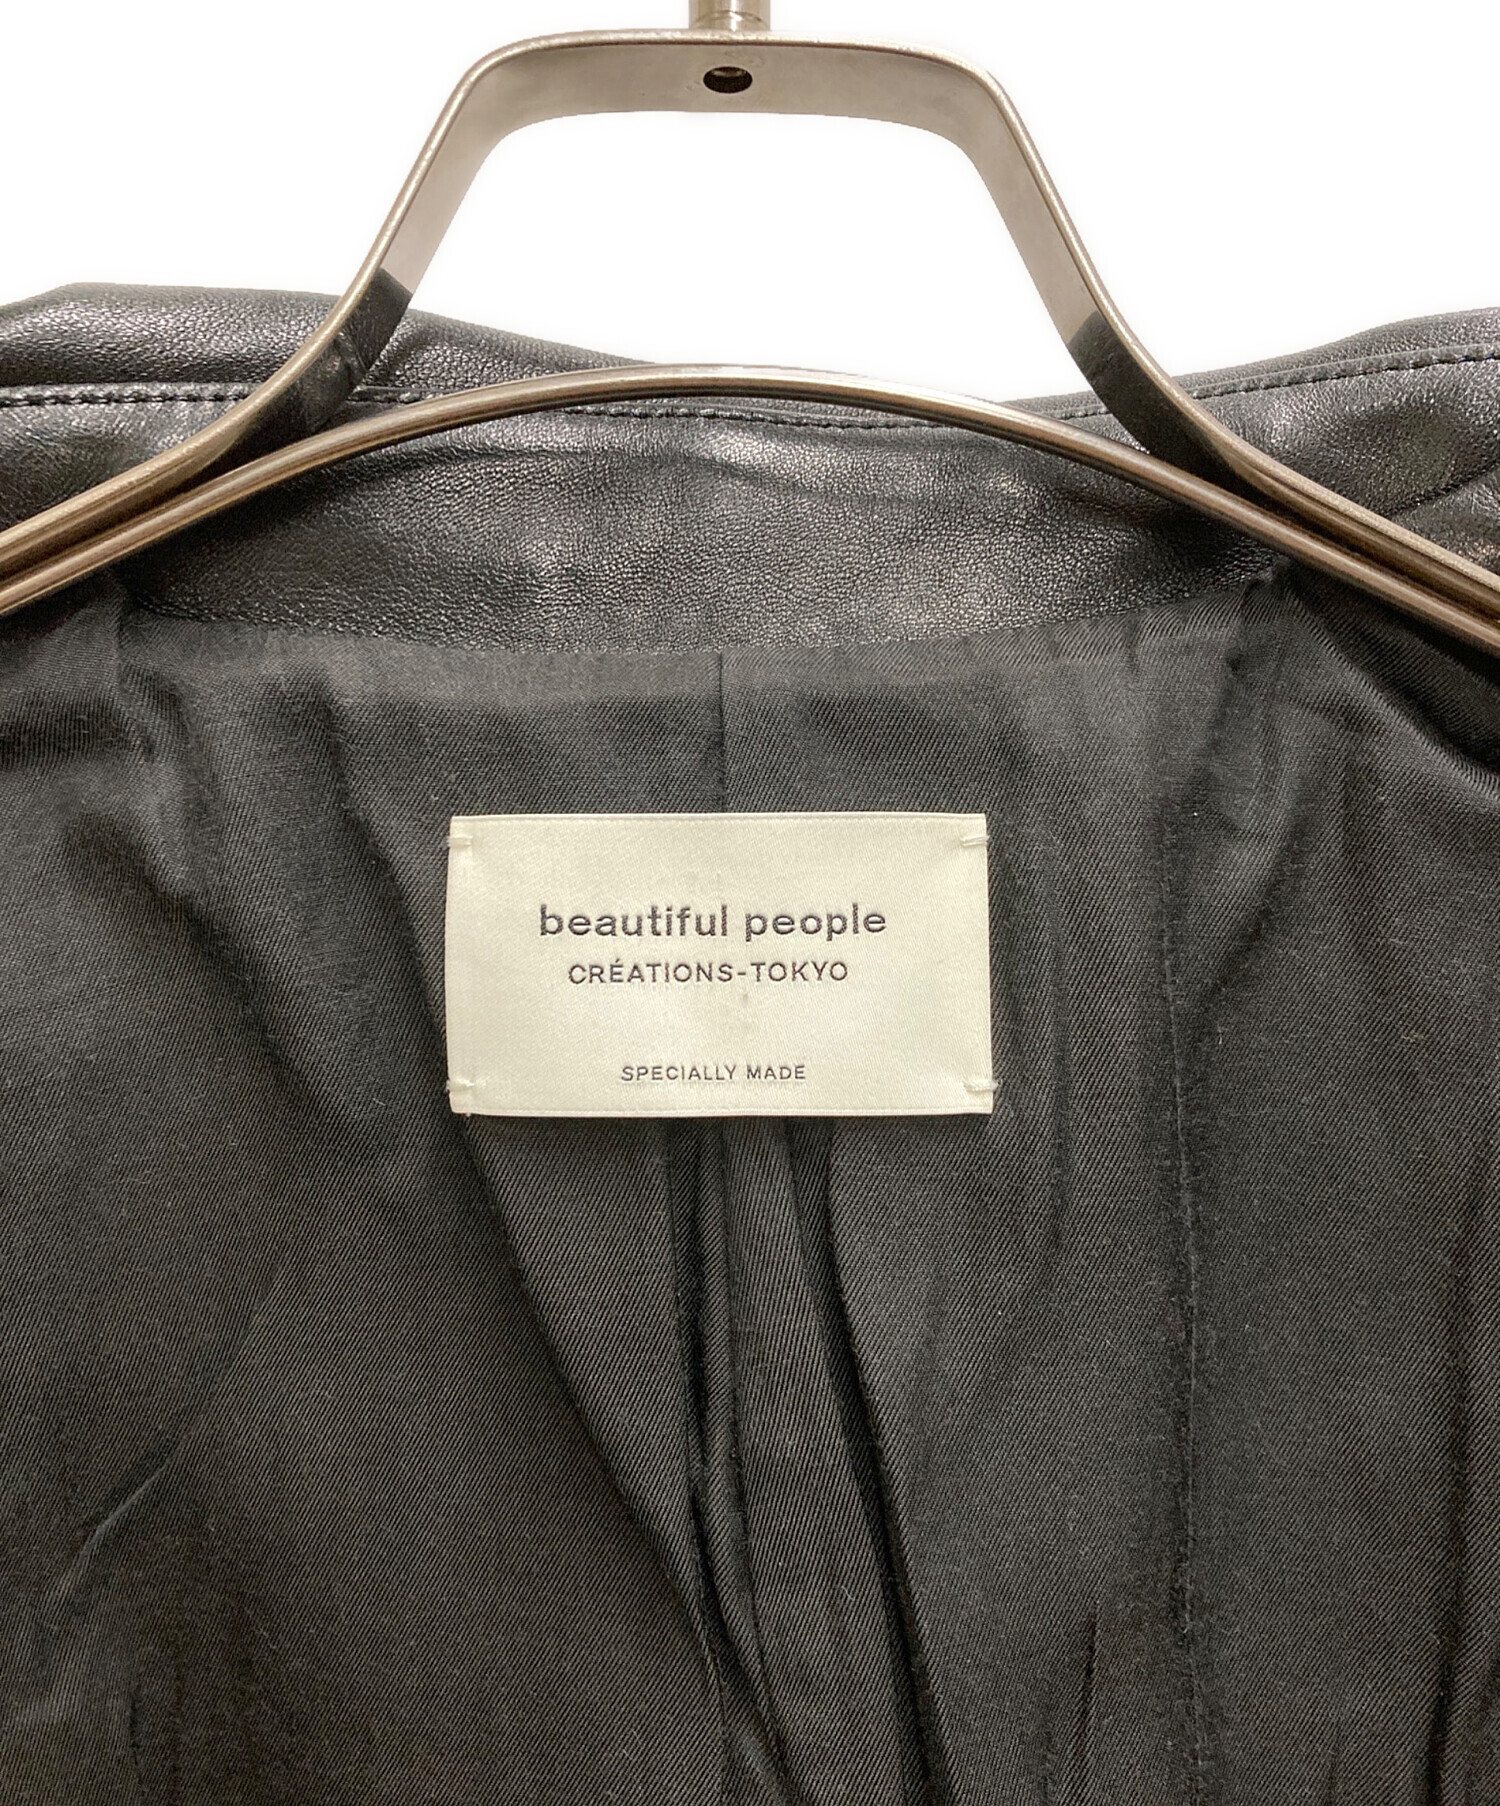 beautiful people
CRÉATIONS-TOKYO
SPECIALLY MADE